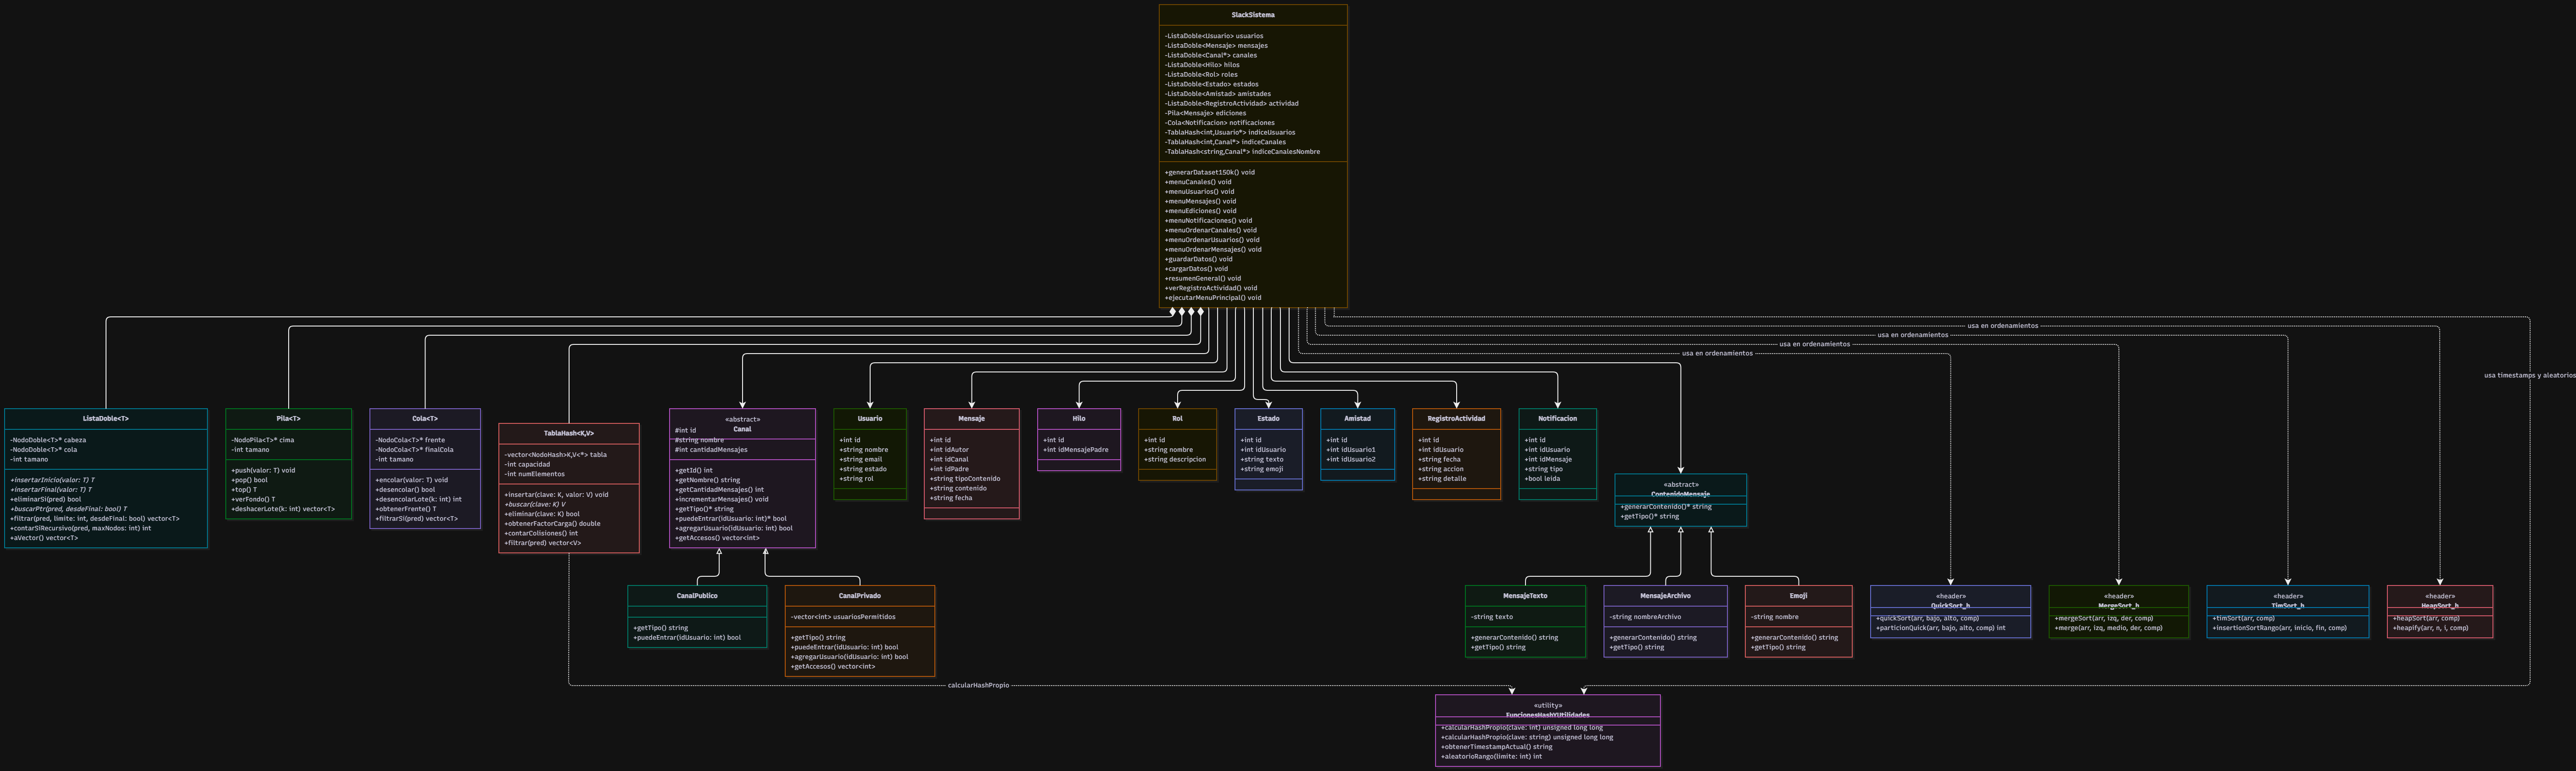 SlackSistema
-ListaDoble<Usuario> usuarios
-ListaDoble<Mensaje> mensajes
-ListaDoble<Canal*> canales
-ListaDoble<Hilo> hilos
-ListaDoble<Rol> roles
-ListaDoble<Estado> estados
-ListaDoble<Amistad> amistades
-ListaDoble<RegistroActividad> actividad
-Pila<Mensaje> ediciones
-Cola<Notificacion> notificaciones
-TablaHash<int,Usuario*> indiceUsuarios
-TablaHash<int,Canal*> indiceCanales
-TablaHash<string,Canal*> indiceCanalesNombre
+generarDataset150k() void
+menuCanales() void
+menuUsuarios() void
+menuMensajes() void
+menuEdiciones() void
+menuNotificaciones() void
+menuOrdenarCanales() void
+menuOrdenarUsuarios() void
+menuOrdenarMensajes() void
+guardarDatos() void
+cargarDatos() void
+resumenGeneral() void
+verRegistroActividad() void
+ejecutarMenuPrincipal() void
usa en ordenamientos
usa en ordenamientos
usa en ordenamientos
usa en ordenamientos
usa timestamps y aleatorios
ListaDoble<T>
-NodoDoble<T>* cabeza
-NodoDoble<T>* cola
-int tamano
+insertarInicio(valor: T) T
+insertarFinal(valor: T) T
+eliminarSi(pred) bool
+buscarPtr(pred, desdeFinal: bool) T
+filtrar(pred, limite: int, desdeFinal: bool) vector<T>
+contarSiRecursivo(pred, maxNodos: int) int
+aVector() vector<T>
Pila<T>
-NodoPila<T>* cima
-int tamano
+push(valor: T) void
+pop() bool
+top() T
+verFondo() T
+deshacerLote(k: int) vector<T>
Cola<T>
-NodoCola<T>* frente
-NodoCola<T>* finalCola
-int tamano
+encolar(valor: T) void
+desencolar() bool
+desencolarLote(k: int) int
+obtenerFrente() T
+filtrarSi(pred) vector<T>
TablaHash<K,V>
-vector<NodoHash>K,V<*> tabla
-int capacidad
-int numElementos
+insertar(clave: K, valor: V) void
+buscar(clave: K) V
+eliminar(clave: K) bool
+obtenerFactorCarga() double
+contarColisiones() int
+filtrar(pred) vector<V>
«abstract»
Canal
#int id
#string nombre
#int cantidadMensajes
+getId() int
+getNombre() string
+getCantidadMensajes() int
+incrementarMensajes() void
+getTipo()* string
+puedeEntrar(idUsuario: int)* bool
+agregarUsuario(idUsuario: int) bool
+getAccesos() vector<int>
Usuario
+int id
+string nombre
+string email
+string estado
+string rol
Mensaje
+int id
+int idAutor
+int idCanal
+int idPadre
+string tipoContenido
+string contenido
+string fecha
Hilo
+int id
+int idMensajePadre
Rol
+int id
+string nombre
+string descripcion
Estado
+int id
+int idUsuario
+string texto
+string emoji
Amistad
+int id
+int idUsuario1
+int idUsuario2
RegistroActividad
+int id
+int idUsuario
+string fecha
+string accion
+string detalle
Notificacion
+int id
+int idUsuario
+int idMensaje
+string tipo
+bool leida
«abstract»
ContenidoMensaje
+generarContenido()* string
+getTipo()* string
CanalPublico
+getTipo() string
+puedeEntrar(idUsuario: int) bool
CanalPrivado
-vector<int> usuariosPermitidos
+getTipo() string
+puedeEntrar(idUsuario: int) bool
+agregarUsuario(idUsuario: int) bool
+getAccesos() vector<int>
MensajeTexto
-string texto
+generarContenido() string
+getTipo() string
MensajeArchivo
-string nombreArchivo
+generarContenido() string
+getTipo() string
Emoji
-string nombre
+generarContenido() string
+getTipo() string
«header»
QuickSort_h
+quickSort(arr, bajo, alto, comp)
+particionQuick(arr, bajo, alto, comp) int
«header»
MergeSort_h
+mergeSort(arr, izq, der, comp)
+merge(arr, izq, medio, der, comp)
«header»
TimSort_h
+timSort(arr, comp)
+insertionSortRango(arr, inicio, fin, comp)
«header»
HeapSort_h
+heapSort(arr, comp)
+heapify(arr, n, i, comp)
calcularHashPropio
«utility»
FuncionesHashYUtilidades
+calcularHashPropio(clave: int) unsigned long long
+calcularHashPropio(clave: string) unsigned long long
+obtenerTimestampActual() string
+aleatorioRango(limite: int) int